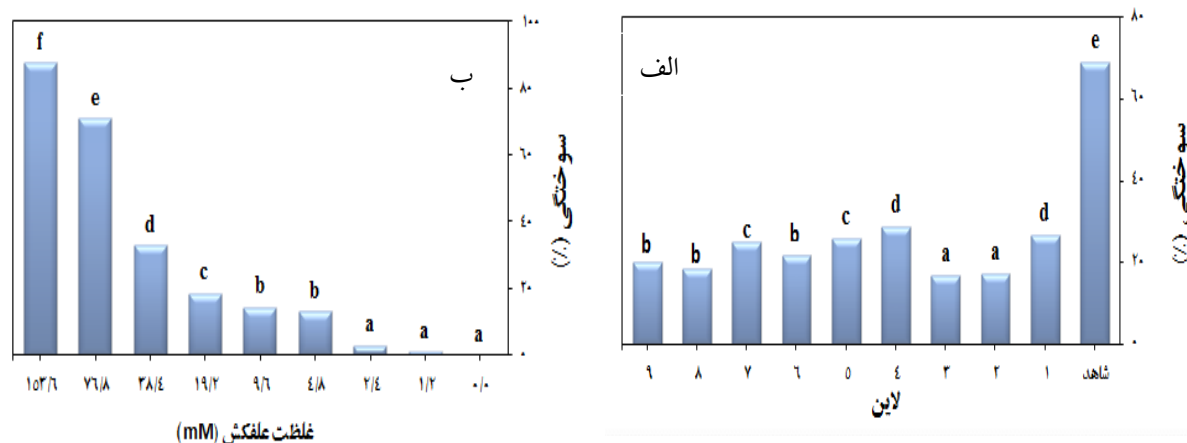 الف
سوختگی (٪)
۸۰
۶۰
۴۰
۲۰
۰
e
d
a
a
d
c
b
c
b
b
شاهد ۱ ۲ ۳ ۴ ۵ ۶ ۷ ۸ ۹
لاین
ب
سوختگی (٪)
۱۰۰
۸۰
۶۰
۴۰
۲۰
۰
a
a
a
b
b
c
d
e
f
۰/۰ ۱/۲ ۲/۴ ۴/۸ ۹/۶ ۱۹/۲ ۳۸/۴ ۷۶/۸ ۱۵۳/۶
غلظت علفکش (mM)